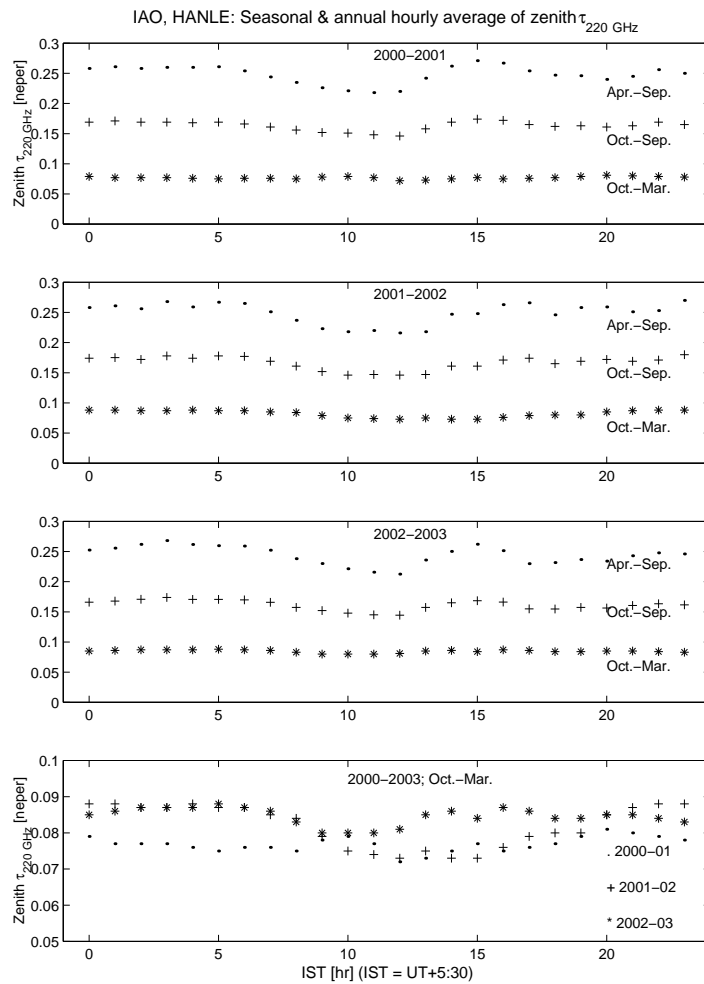 IAO, HANLE: Seasonal & annual hourly average of zenith τ220 GHz
0.3
0.25
0.2
0.15
0.1
0.05
0
Zenith τ220 GHz [neper]
2000−2001
Apr.−Sep.
Oct.−Sep.
Oct.−Mar.
0 5 10 15 20
0.3
0.25
0.2
0.15
0.1
0.05
0
2001−2002
Apr.−Sep.
Oct.−Sep.
Oct.−Mar.
0 5 10 15 20
0.3
0.25
0.2
0.15
0.1
0.05
0
2002−2003
Apr.−Sep.
Oct.−Sep.
Oct.−Mar.
0 5 10 15 20
0.1
0.09
0.08
0.07
0.06
0.05
Zenith τ220 GHz [neper]
2000−2003; Oct.−Mar.
. 2000−01
+ 2001−02
* 2002−03
0 5 10 15 20
IST [hr] (IST = UT+5:30)